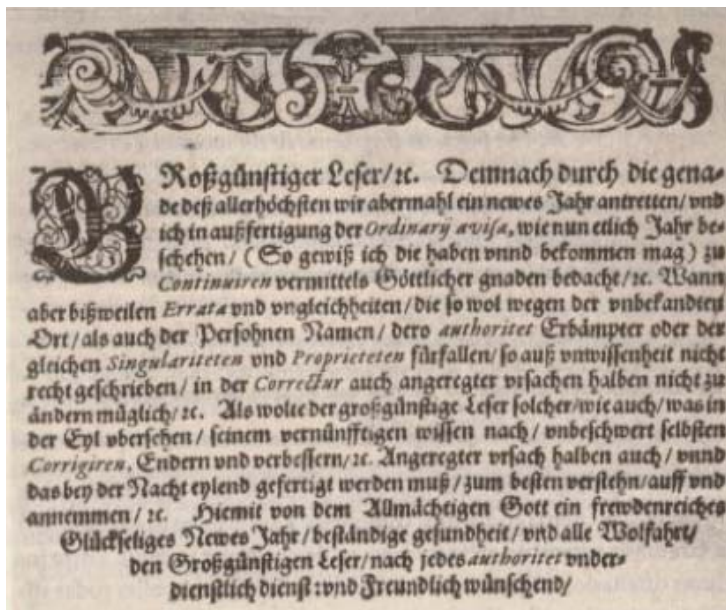 GRoßgünstiger Leser/ꝛc. Demnach durch die gena-
de deß allerhöchsten wir abermahl ein newes Jahr antretten/ vnd
ich in außfertigung der Ordinarij avisa, wie nun etlich Jahr be-
schehen/ (So gewiß ich die haben vnnd bekommen mag) zu
Continuiren vermittels Göttlicher gnaden bedacht/ꝛc. Wann
aber bißweilen Errata vnd vngleichheiten/ die so wol wegen der vnbekandten
Ort/ als auch der Persohnen Namen/ dero authoritet Erbämpter oder der
gleichen Singulariteten vnd Proprieteten fürfallen/ so auß vnwissenheit nicht
recht geschrieben/ in der Correctur auch angeregter vrsachen halben nicht zu
ändern müglich/ ꝛc. Als wolte der großgünstige Leser solcher/ wie auch/ was in
der Eyl vbersehen/ seinem vernünfftigen wissen nach/ vnbeschwert selbsten
Corrigiren, Endern vnd verbessern/ꝛc. Angeregter vrsach halben auch/ vnnd
das bey der Nacht eylend gefertigt werden muß/ zum besten verstehn/ auff vnd
annemmen/ ꝛc. Hiemit von dem Allmächtigen Gott ein frewdenreiches
Glückseliges Newes Jahr/ beständige gesundheit/ vnd alle Wolfahrt/
den Großgünstigen Leser/ nach jedes authoritet vnder-
dienstlich dienst: vnd Freundlich wünschend/